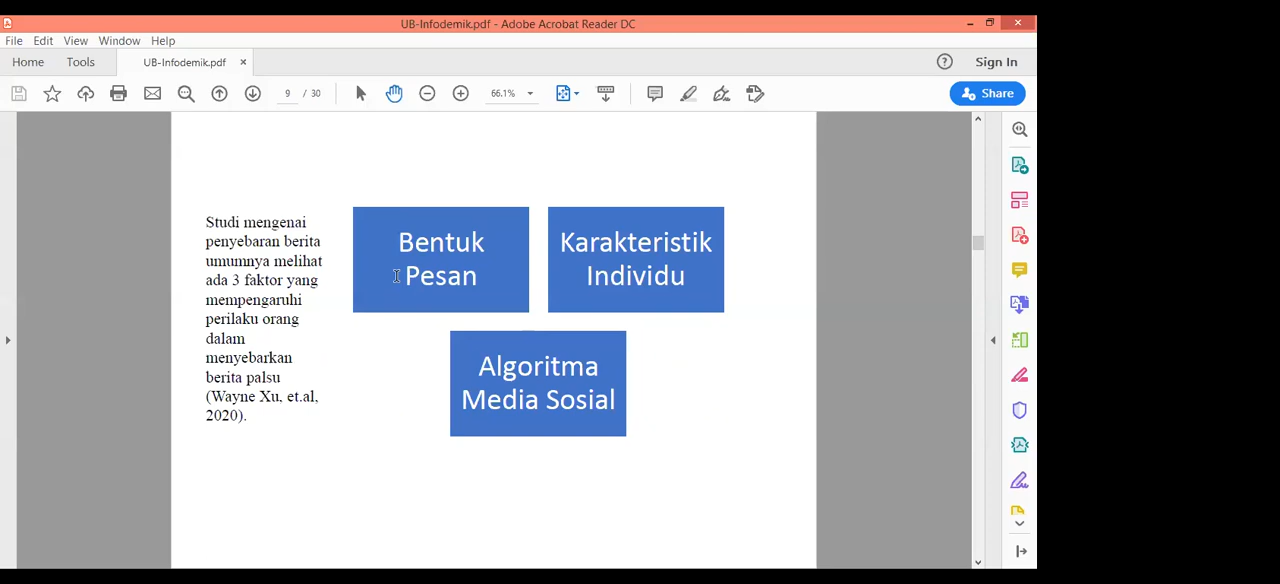 UB-Infodemik.pdf - Adobe Acrobat Reader DC
File Edit View Window Help
Home Tools UB-Infodemik.pdf × Sign In
9 / 30 66.1% Share
Studi mengenai
penyebaran berita
umumnya melihat
ada 3 faktor yang
mempengaruhi
perilaku orang
dalam
menyebarkan
berita palsu
(Wayne Xu, et.al,
2020).
Bentuk
Pesan
Karakteristik
Individu
Algoritma
Media Sosial